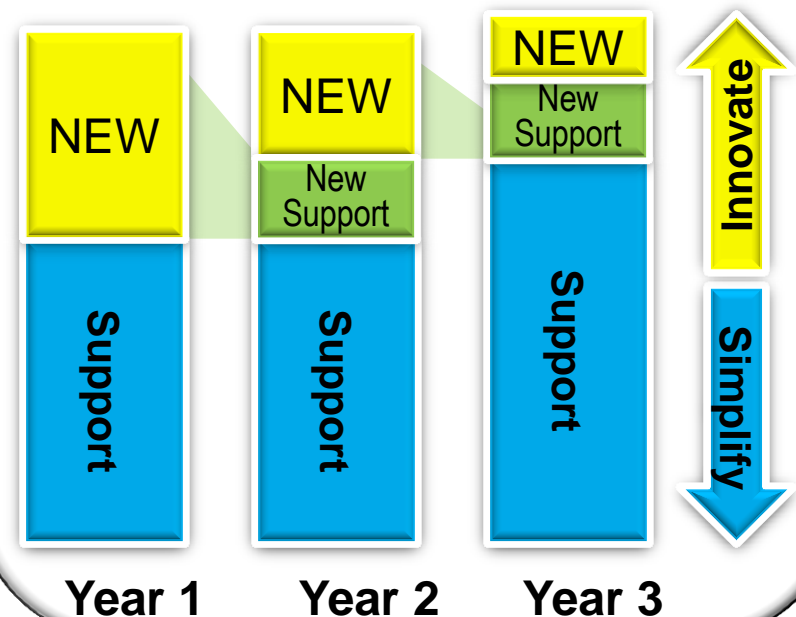 NEW
Support
NEW
New
Support
Support
NEW
New
Support
Support
Innovate
Simplify
Year 1
Year 2
Year 3